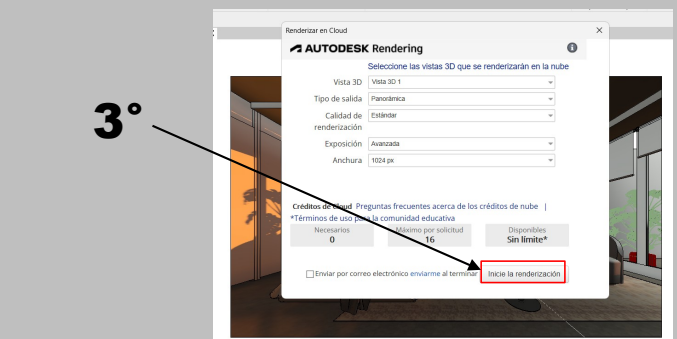 Renderizar en Cloud
AUTODESK Rendering
Seleccione las vistas 3D que se renderizarán en la nube
Vista 3D Vista 3D 1
Tipo de salida Panorámica
Calidad de Estándar
renderización
Exposición Avanzada
Anchura 1024 px
3°
Créditos de Cloud Preguntas frecuentes acerca de los créditos de nube |
*Términos de uso para la comunidad educativa
Necesarios Máximo por solicitud Disponibles
0 16 Sin límite*
Enviar por correo electrónico enviarme al terminar Inicie la renderización